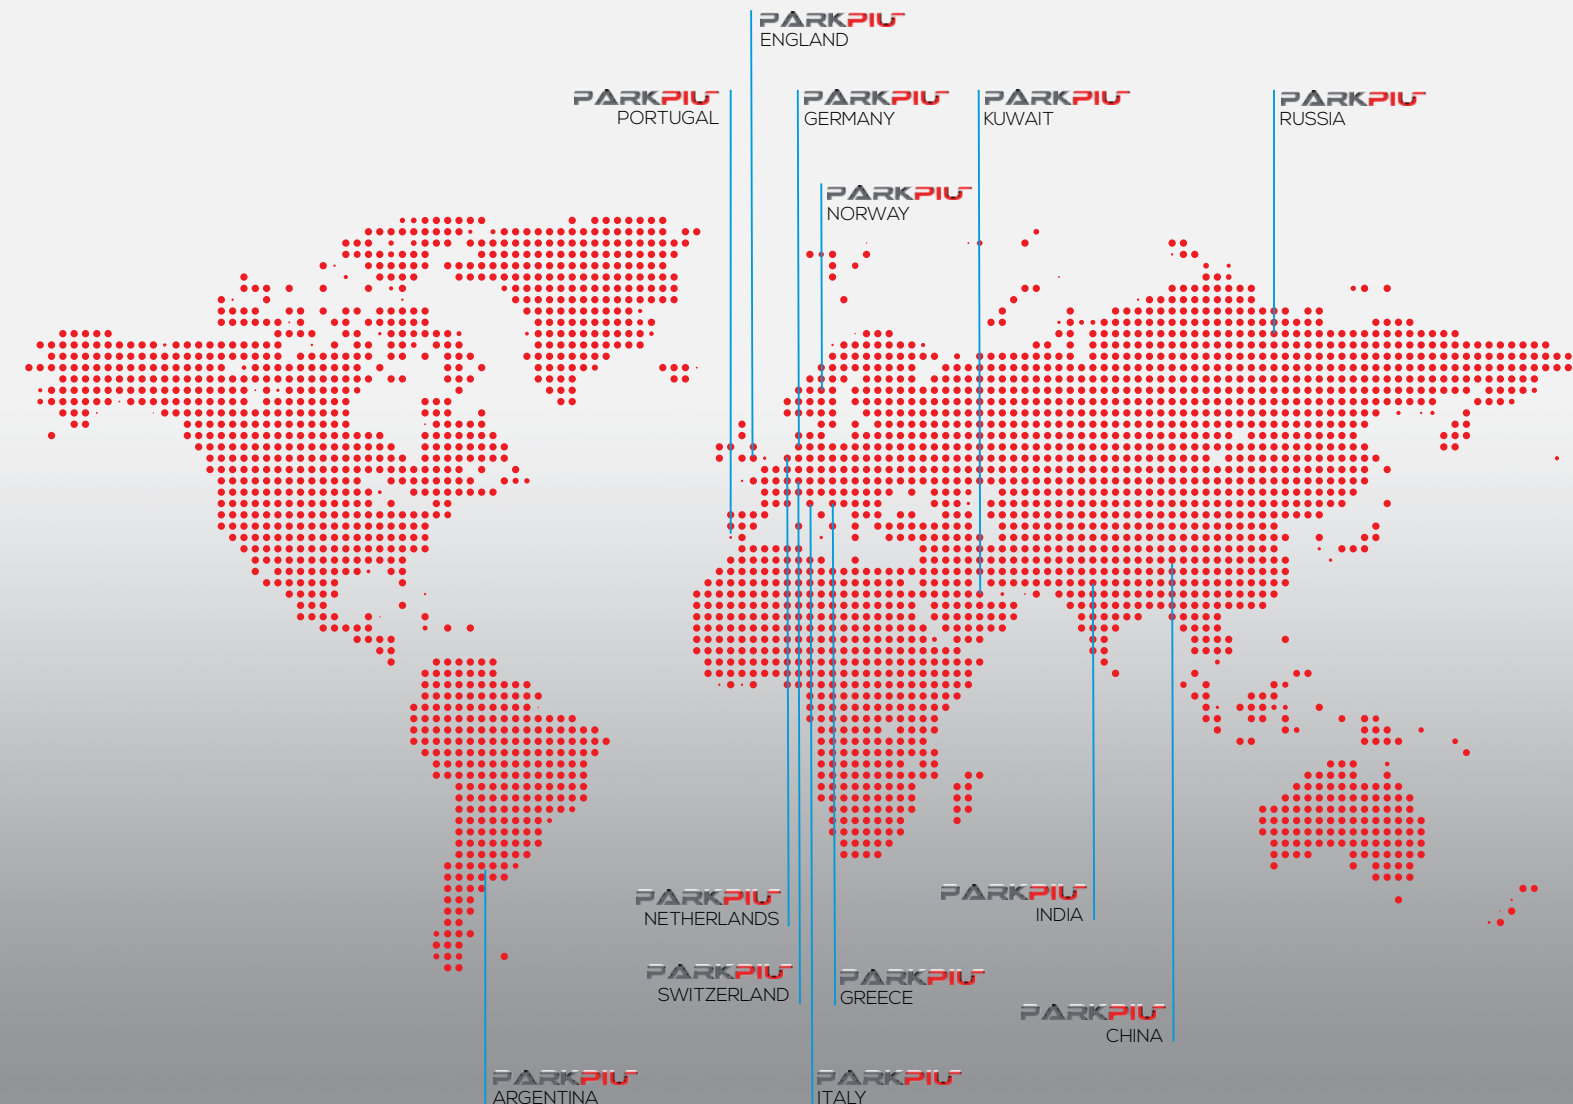 PARKPIU
ENGLAND
PARKPIU
PORTUGAL
PARKPIU
GERMANY
PARKPIU
KUWAIT
PARKPIU
RUSSIA
PARKPIU
NORWAY
PARKPIU
NETHERLANDS
PARKPIU
INDIA
PARKPIU
SWITZERLAND
PARKPIU
GREECE
PARKPIU
CHINA
PARKPIU
ARGENTINA
PARKPIU
ITALY